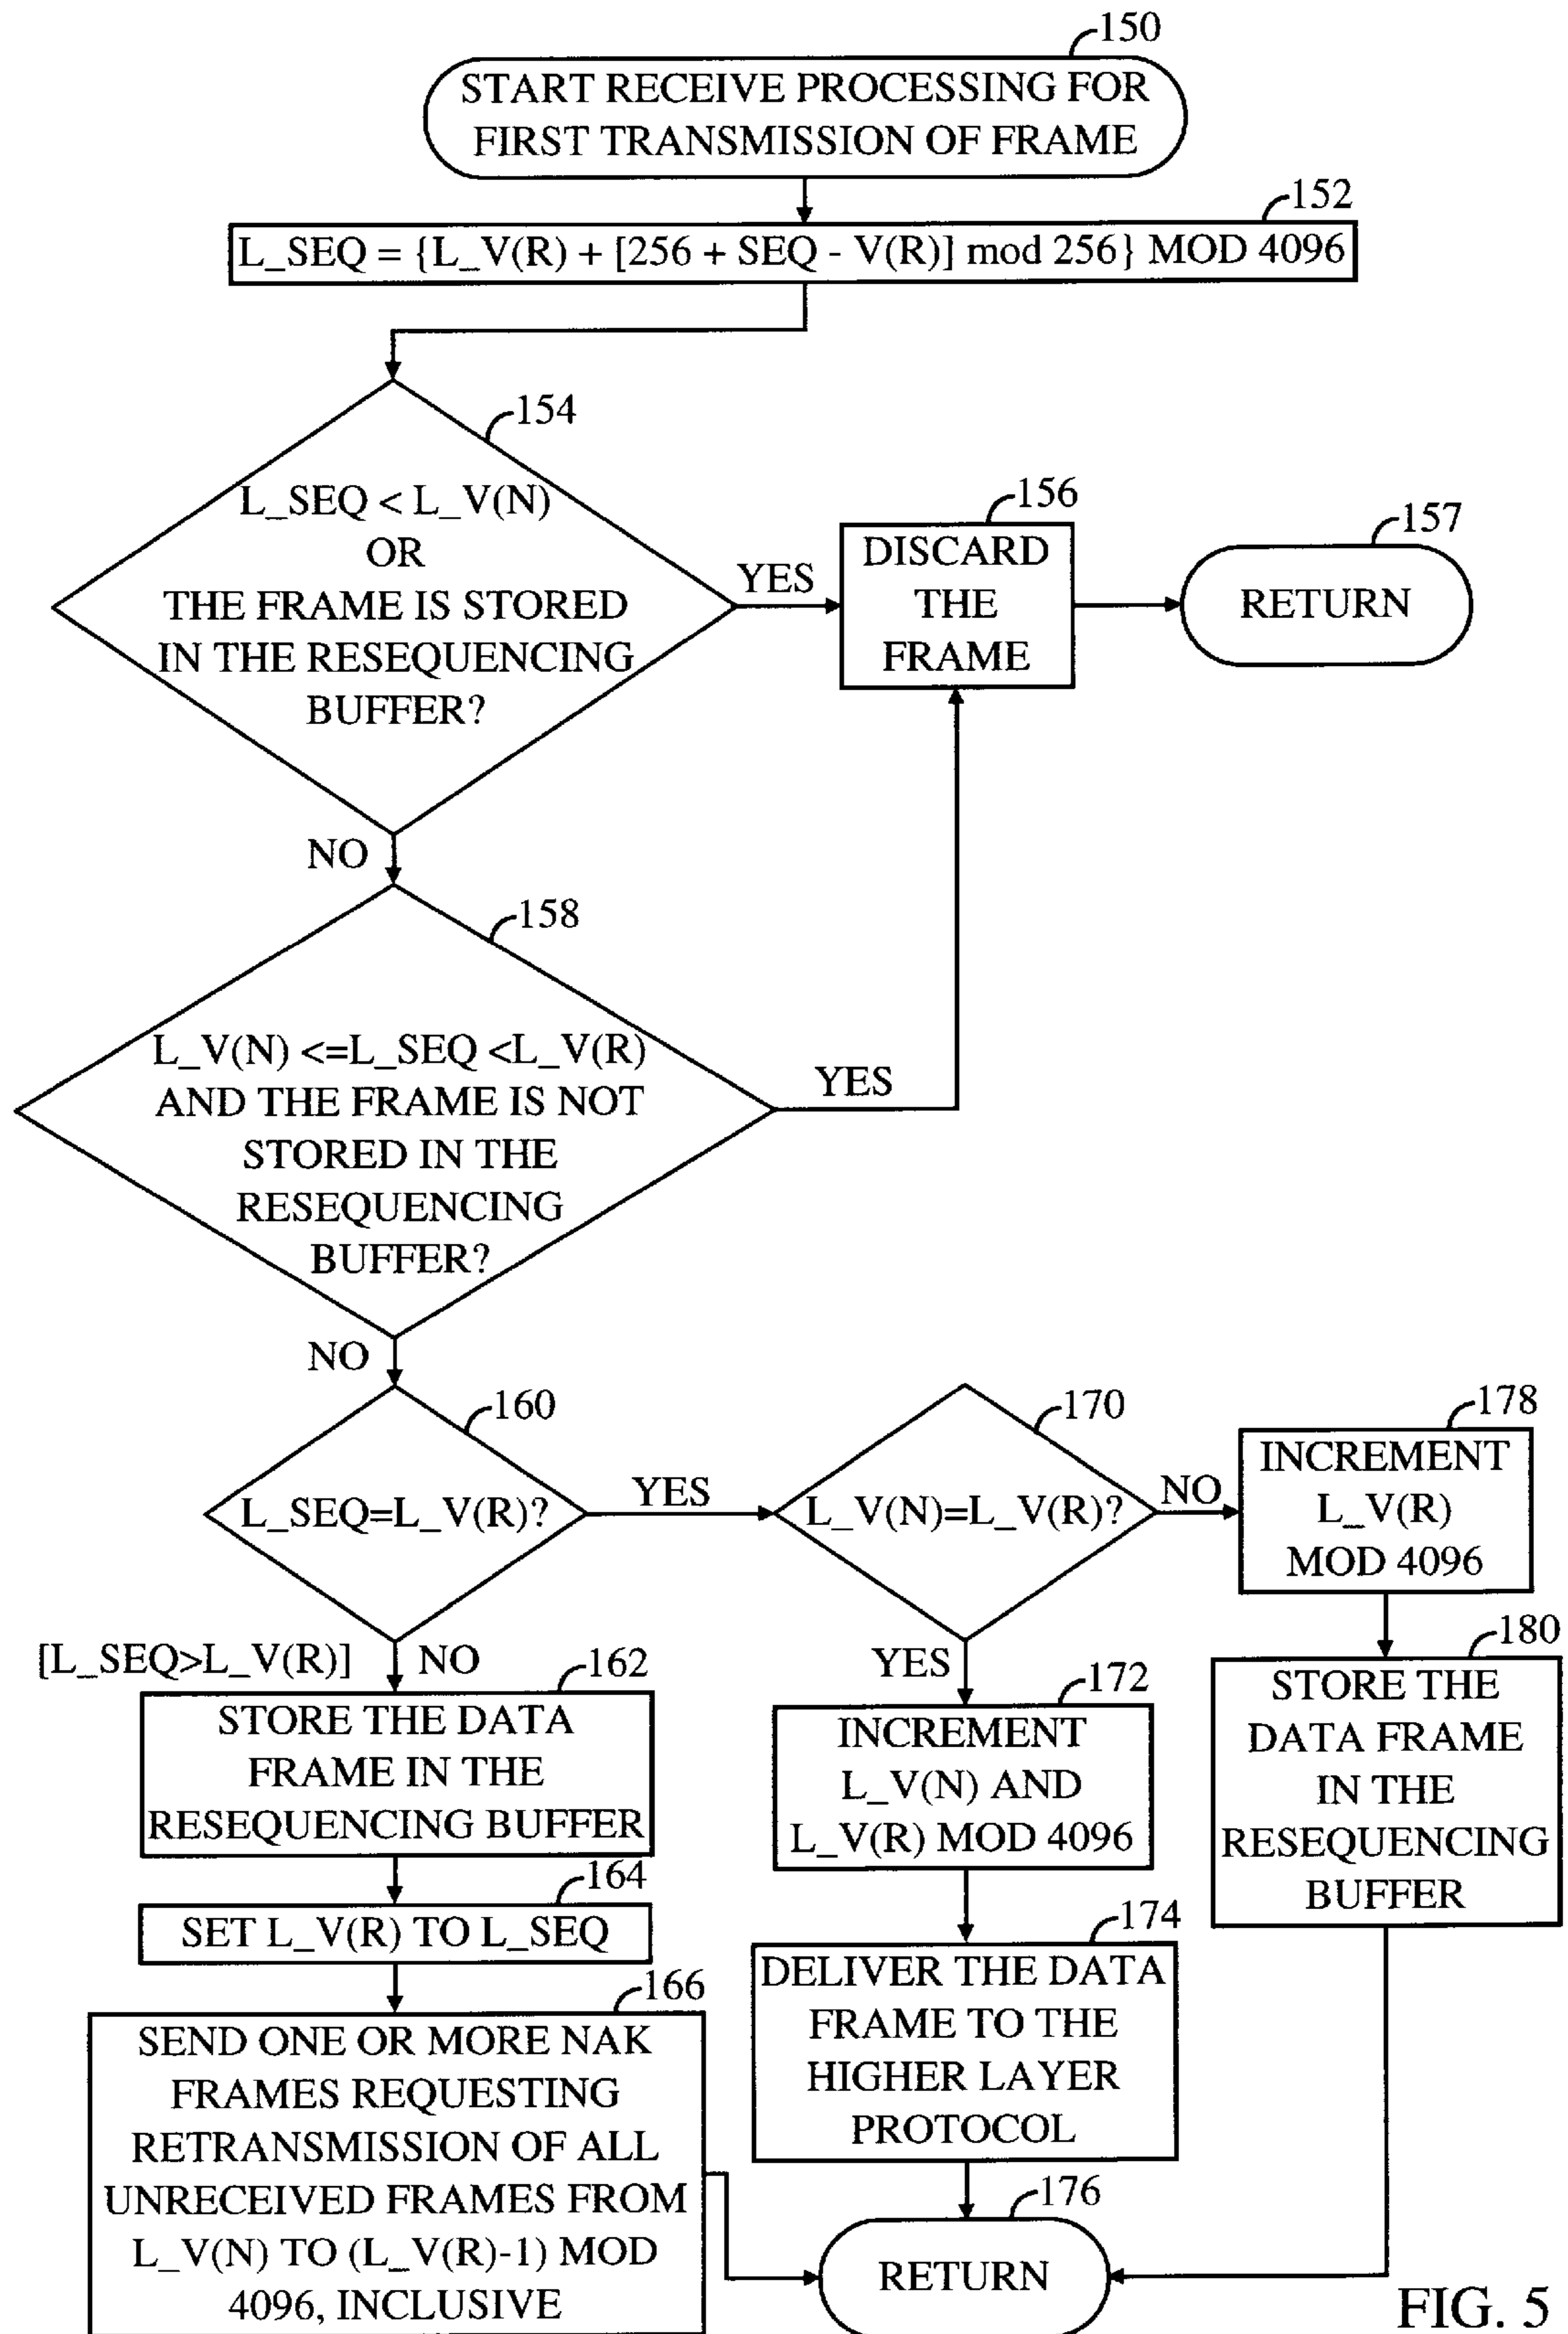 150
START RECEIVE PROCESSING FOR
FIRST TRANSMISSION OF FRAME
152
L_SEQ = {L_V(R) + [256 + SEQ - V(R)] mod 256} MOD 4096
154
L_SEQ < L_V(N)
OR
THE FRAME IS STORED
IN THE RESEQUENCING
BUFFER?
YES
156
DISCARD
THE
FRAME
157
RETURN
NO
158
L_V(N) <=L_SEQ <L_V(R)
AND THE FRAME IS NOT
STORED IN THE
RESEQUENCING
BUFFER?
YES
NO
160
L_SEQ=L_V(R)?
YES
170
L_V(N)=L_V(R)?
NO
178
INCREMENT
L_V(R)
MOD 4096
[L_SEQ>L_V(R)]
NO
162
STORE THE DATA
FRAME IN THE
RESEQUENCING BUFFER
164
SET L_V(R) TO L_SEQ
166
SEND ONE OR MORE NAK
FRAMES REQUESTING
RETRANSMISSION OF ALL
UNRECEIVED FRAMES FROM
L_V(N) TO (L_V(R)-1) MOD
4096, INCLUSIVE
YES
172
INCREMENT
L_V(N) AND
L_V(R) MOD 4096
174
DELIVER THE DATA
FRAME TO THE
HIGHER LAYER
PROTOCOL
176
RETURN
180
STORE THE
DATA FRAME
IN THE
RESEQUENCING
BUFFER
FIG. 5